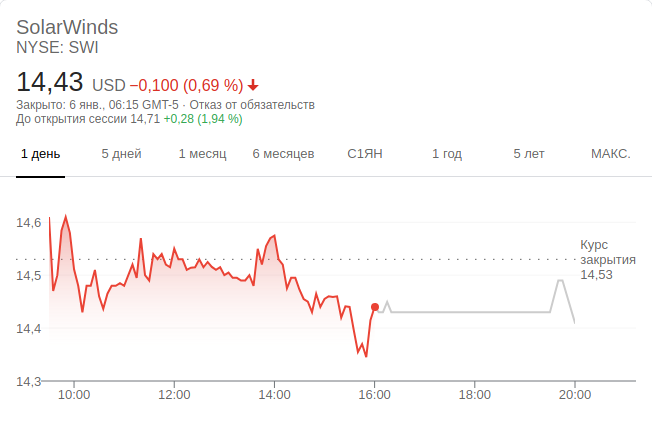 SolarWinds
NYSE: SWI
14,43 USD −0,100 (0,69 %)
Закрыто: 6 янв., 06:15 GMT-5 · Отказ от обязательств
До открытия сессии 14,71 +0,28 (1,94 %)
1 день 5 дней 1 месяц 6 месяцев С1ЯН 1 год 5 лет МАКС.
14,6
Курс
закрытия
14,53
14,5
14,4
14,3
10:00 12:00 14:00 16:00 18:00 20:00